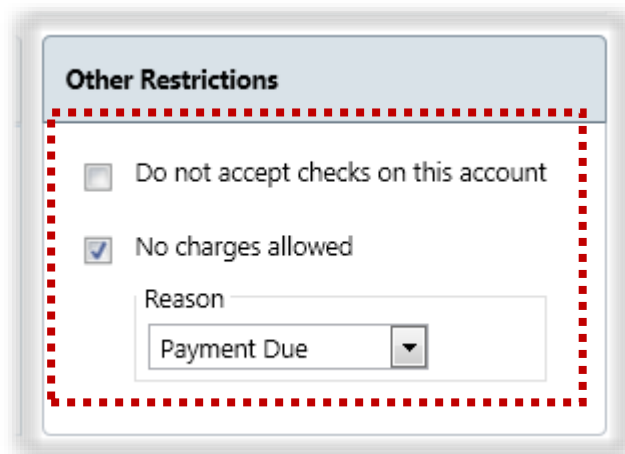 Other Restrictions
Do not accept checks on this account
No charges allowed
Reason
Payment Due